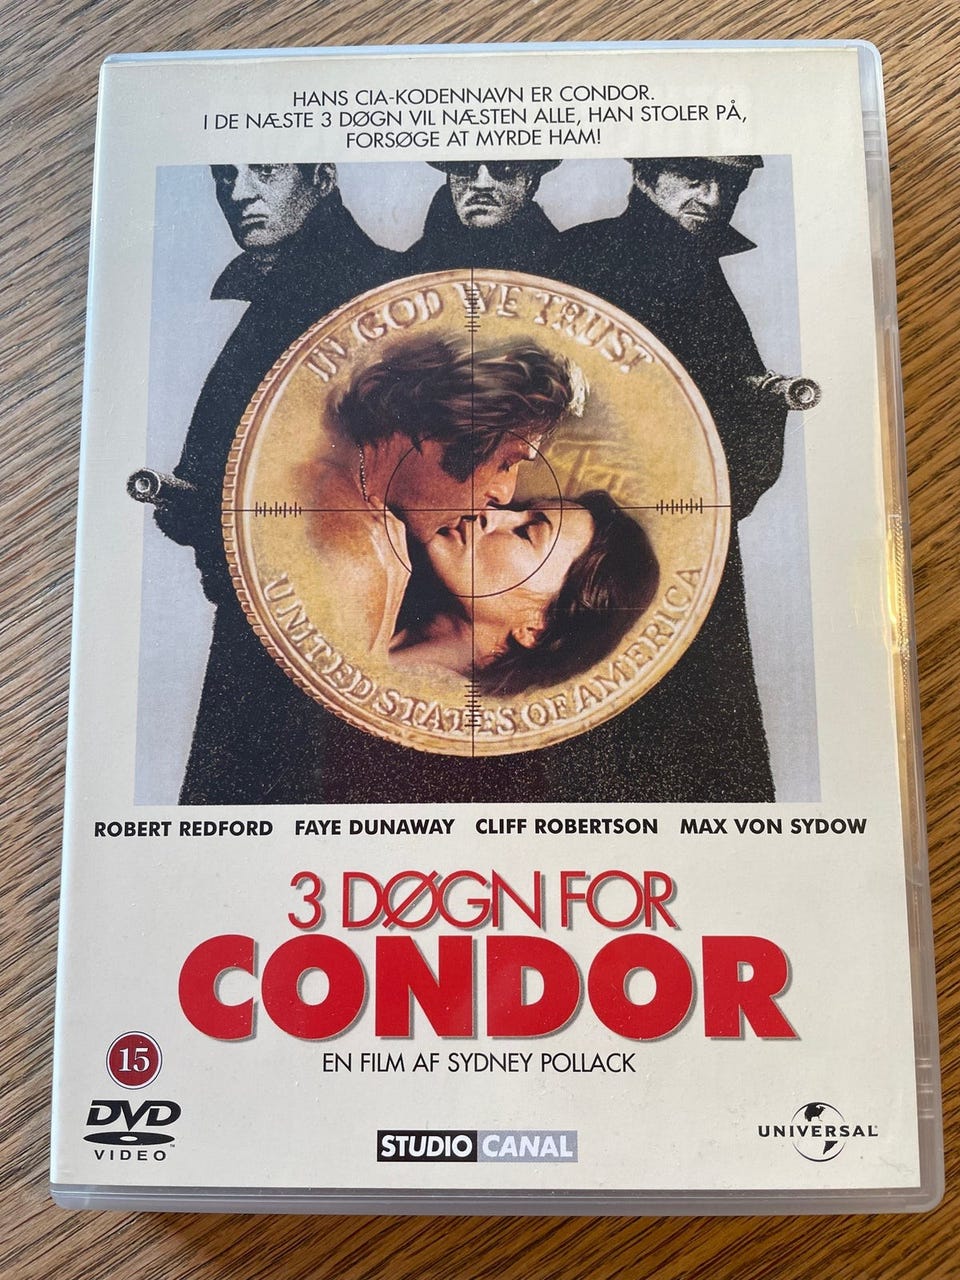 HANS CIA-KODENNAVN ER CONDOR.
I DE NÆSTE 3 DØGN VIL NÆSTEN ALLE, HAN STOLER PÅ,
FORSØGE AT MYRDE HAM!
IN GOD WE TRUST
UNITED STATES OF AMERICA
ROBERT REDFORD FAYE DUNAWAY CLIFF ROBERTSON MAX VON SYDOW
3 DØGN FOR
CONDOR
EN FILM AF SYDNEY POLLACK
15
DVD
VIDEO
STUDIO CANAL
UNIVERSAL